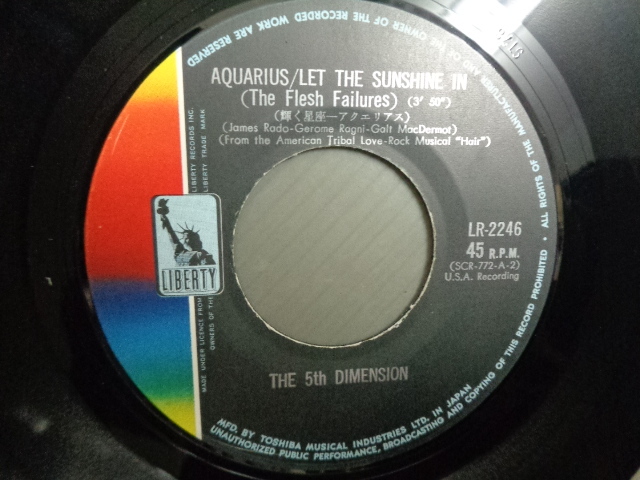 AQUARIUS/LET THE SUNSHINE IN
(The Flesh Failures) (3' 50")
(輝く星座—アクエリアス)
(James Rado-Gerome Ragni-Galt MacDermot)
(From the American Tribal Love-Rock Musical "Hair")
LR-2246
45 R.P.M.
(SCR-772-A-2)
U.S.A. Recording
LIBERTY
THE 5th DIMENSION
LIBERTY RECORDS INC.
LIBERTY TRADE MARK
MADE UNDER LICENCE FROM
OWNERS OF THE
ALL RIGHTS OF THE MANUFACTURER AND OF THE OWNER OF THE RECORDED WORK ARE RESERVED
MFD. BY TOSHIBA MUSICAL INDUSTRIES LTD. IN JAPAN
UNAUTHORIZED PUBLIC PERFORMANCE, BROADCASTING AND COPYING OF THIS RECORD PROHIBITED